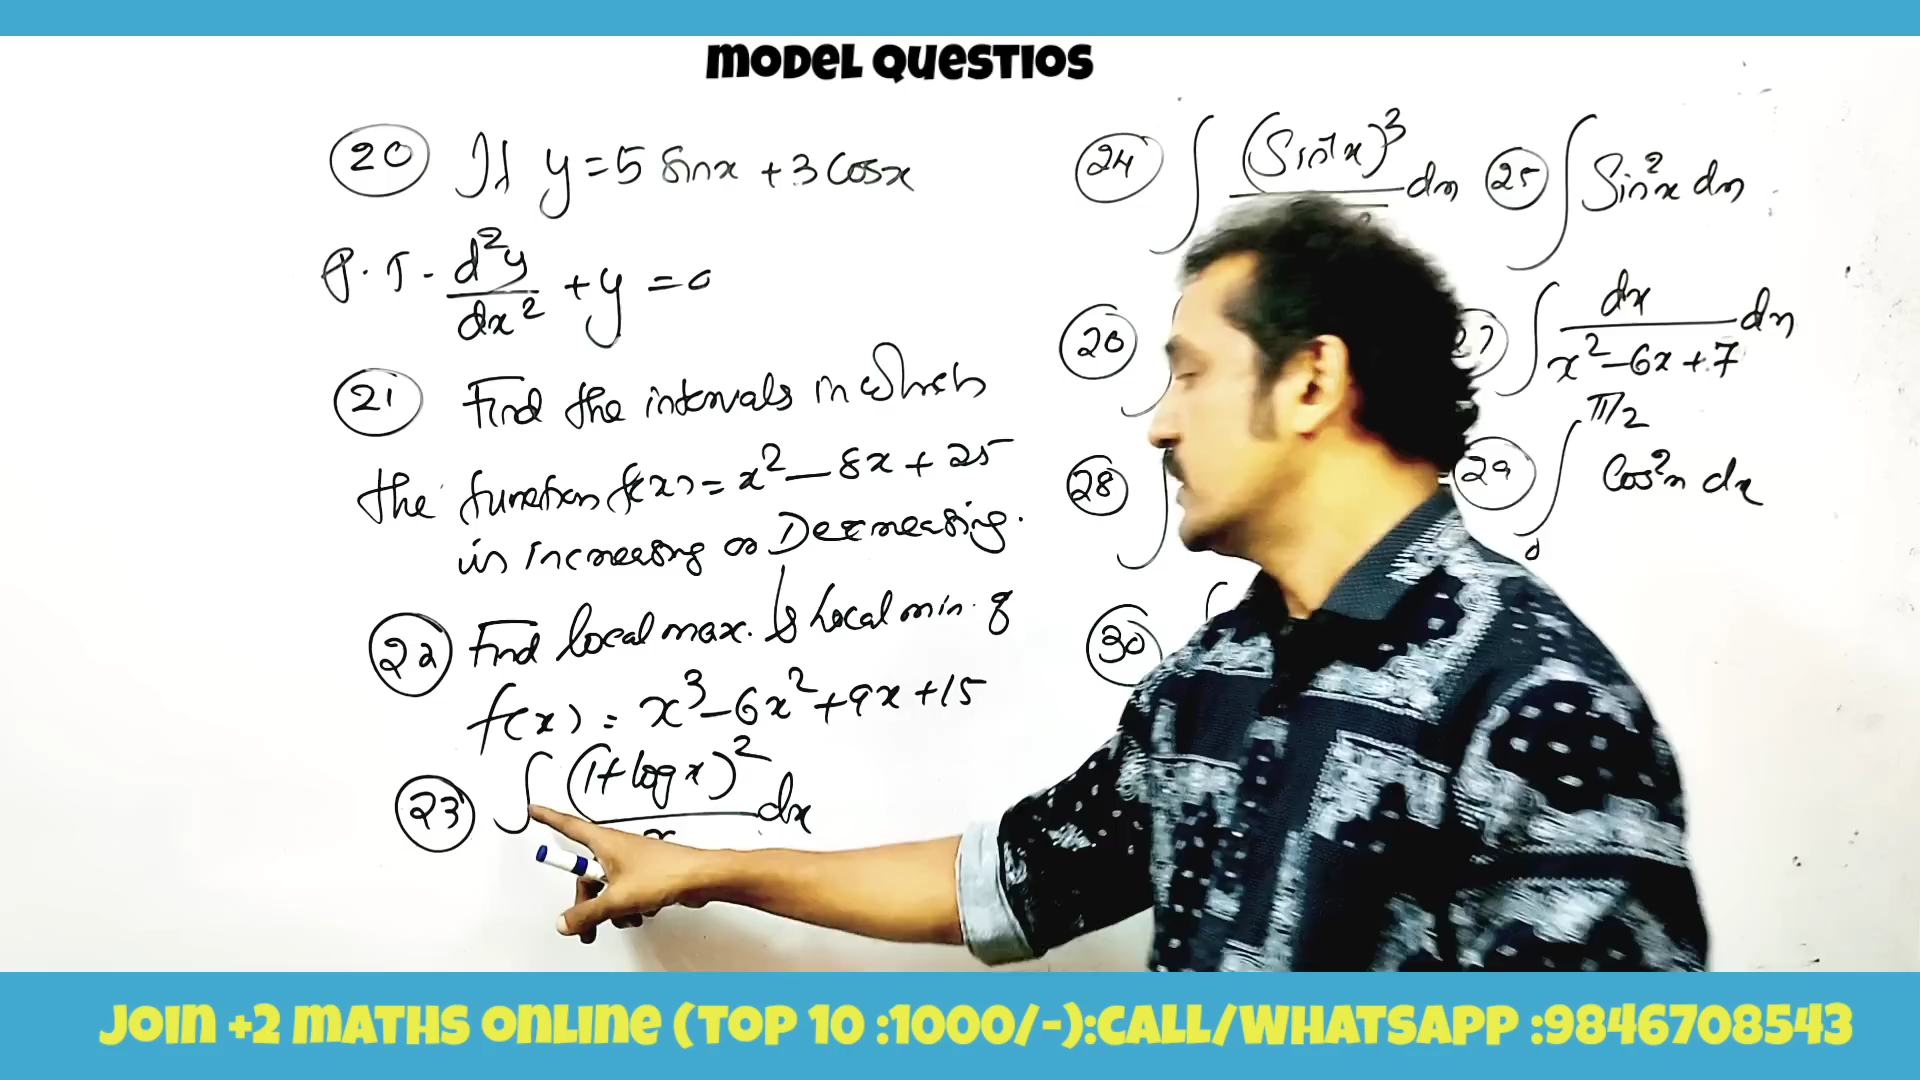 MODEL QUESTIOS
20 If y = 5 Sinx + 3 Cosx
P.T. d²y/dx² + y = 0
21 Find the intervals in which
the function f(x) = x² - 8x + 25
is increasing or Decreasing.
22 Find local max. & local min. of
f(x) = x³ - 6x² + 9x + 15
23 ∫ (1+logx)²/x dx
24 ∫ (Sin⁻¹x)³ dx 25 ∫ Sin²x dx
26 27 ∫ dx/(x² - 6x + 7) dx
28 ∫ 29 ∫₀^π/2 Cos²x dx
30 ∫
JOIN +2 MATHS ONLINE (TOP 10 :1000/-):CALL/WHATSAPP :9846708543